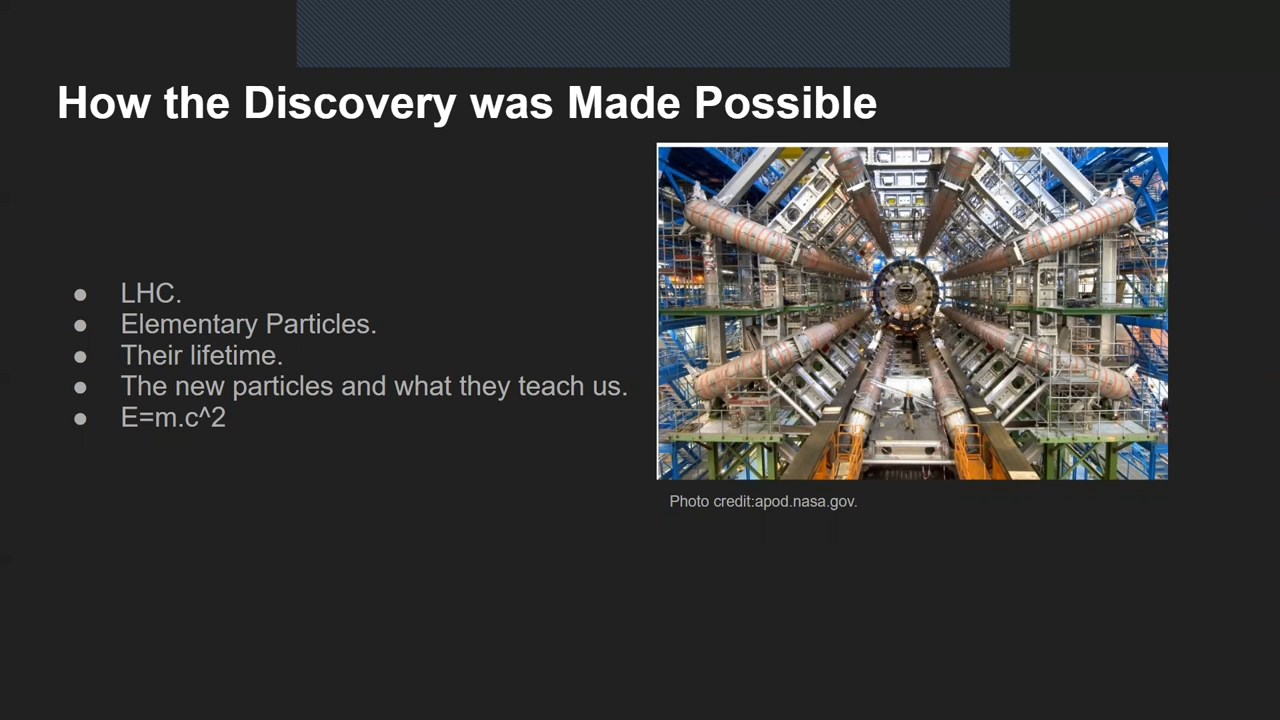 How the Discovery was Made Possible
● LHC.
● Elementary Particles.
● Their lifetime.
● The new particles and what they teach us.
● E=m.c^2
Photo credit:apod.nasa.gov.